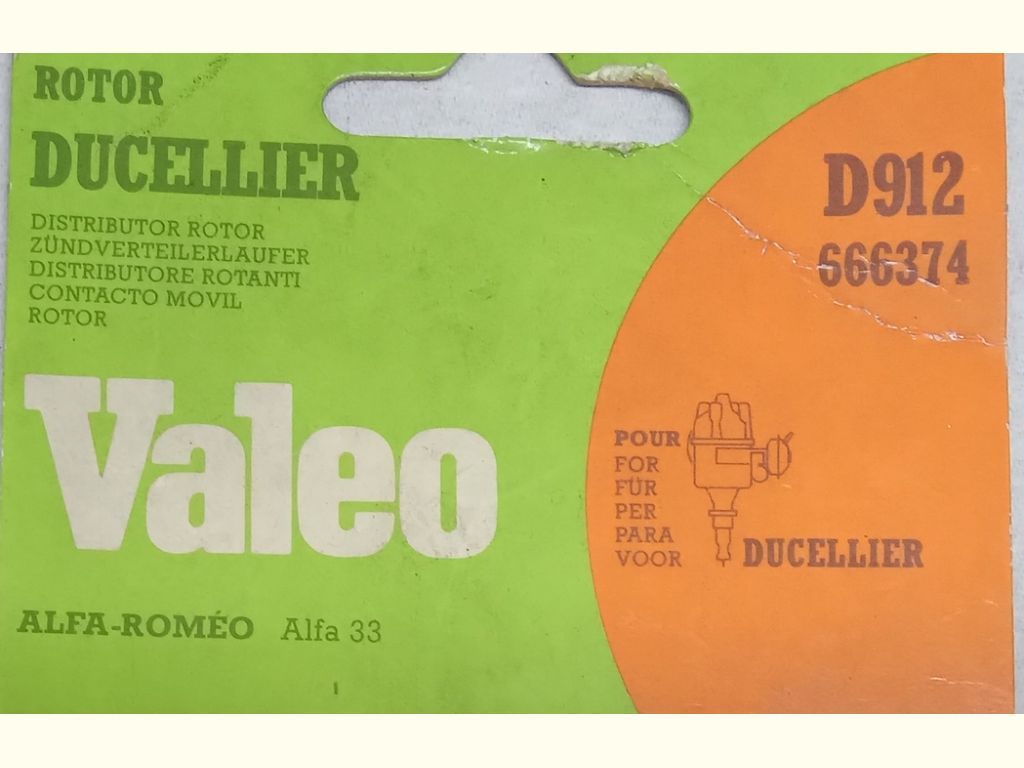 ROTOR
DUCELLIER
DISTRIBUTOR ROTOR
ZÜNDVERTEILERLAUFER
DISTRIBUTORE ROTANTI
CONTACTO MOVIL
ROTOR
Valeo
ALFA-ROMÉO Alfa 33
D912
666374
POUR
FOR
FÜR
PER
PARA
VOOR
DUCELLIER